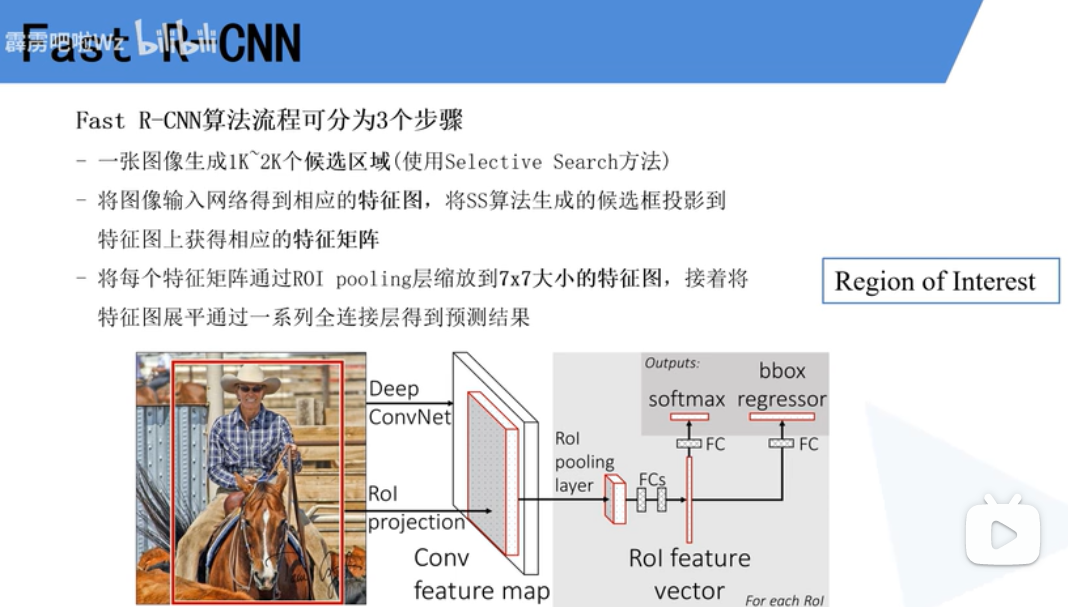 Fast R-CNN
霹雳吧啦Wz bilibili
Fast R-CNN算法流程可分为3个步骤
- 一张图像生成1K~2K个候选区域(使用Selective Search方法)
- 将图像输入网络得到相应的特征图，将SS算法生成的候选框投影到
特征图上获得相应的特征矩阵
- 将每个特征矩阵通过ROI pooling层缩放到7x7大小的特征图，接着将
特征图展平通过一系列全连接层得到预测结果
Region of Interest
Deep
ConvNet
RoI
projection
Conv
feature map
RoI
pooling
layer
FCs
RoI feature
vector
Outputs:
softmax
bbox
regressor
FC
FC
For each RoI